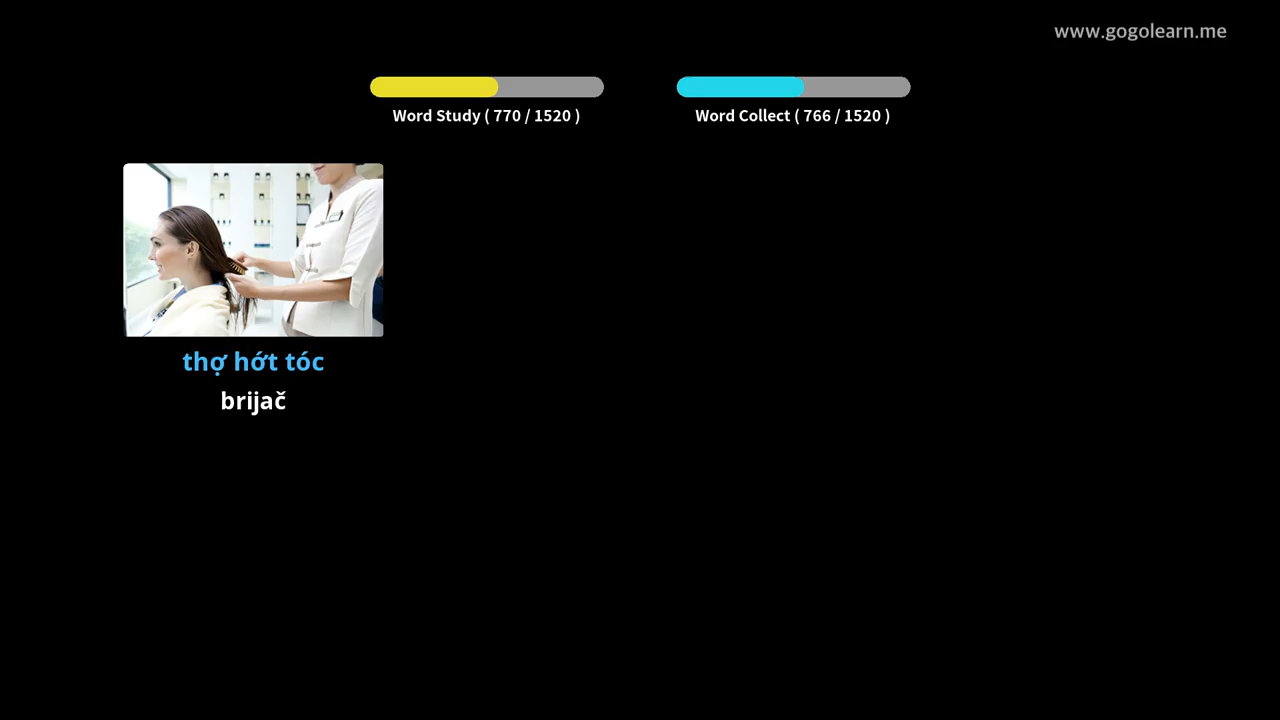 www.gogolearn.me
Word Study ( 770 / 1520 )
Word Collect ( 766 / 1520 )
thợ hớt tóc
brijač